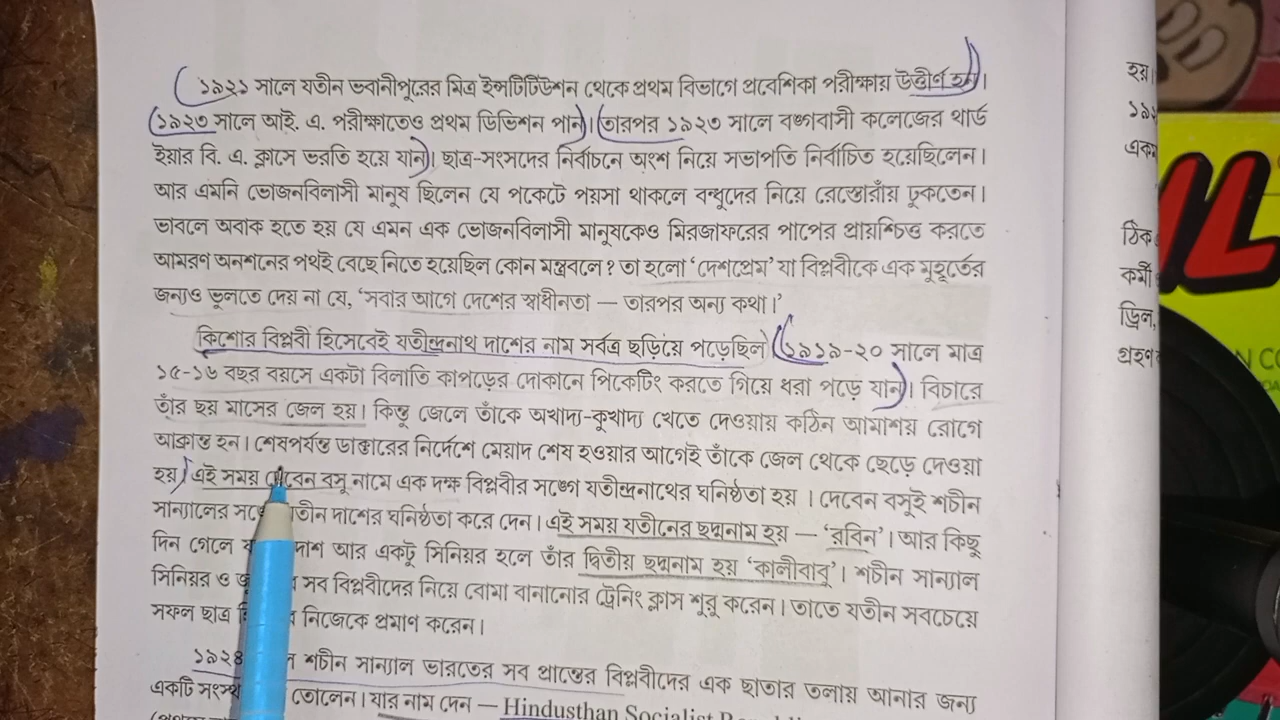 ১৯২১ সালে যতীন ভবানীপুরের মিত্র ইন্সটিটিউশন থেকে প্রথম বিভাগে প্রবেশিকা পরীক্ষায় উত্তীর্ণ হন।
১৯২৩ সালে আই. এ. পরীক্ষাতেও প্রথম ডিভিশন পান। তারপর ১৯২৩ সালে বঙ্গবাসী কলেজের থার্ড
ইয়ার বি. এ. ক্লাসে ভরতি হয়ে যান। ছাত্র-সংসদের নির্বাচনে অংশ নিয়ে সভাপতি নির্বাচিত হয়েছিলেন।
আর এমনি ভোজনবিলাসী মানুষ ছিলেন যে পকেটে পয়সা থাকলে বন্ধুদের নিয়ে রেস্তোরাঁয় ঢুকতেন।
ভাবলে অবাক হতে হয় যে এমন এক ভোজনবিলাসী মানুষকেও মিরজাফরের পাপের প্রায়শ্চিত্ত করতে
আমরণ অনশনের পথই বেছে নিতে হয়েছিল কোন মন্ত্রবলে? তা হলো ‘দেশপ্রেম’ যা বিপ্লবীকে এক মুহূর্তের
জন্যও ভুলতে দেয় না যে, ‘সবার আগে দেশের স্বাধীনতা — তারপর অন্য কথা।’
কিশোর বিপ্লবী হিসেবেই যতীন্দ্রনাথ দাশের নাম সর্বত্র ছড়িয়ে পড়েছিল। ১৯১৯-২০ সালে মাত্র
১৫-১৬ বছর বয়সে একটা বিলাতি কাপড়ের দোকানে পিকেটিং করতে গিয়ে ধরা পড়ে যান। বিচারে
তাঁর ছয় মাসের জেল হয়। কিন্তু জেলে তাঁকে অখাদ্য-কুখাদ্য খেতে দেওয়ায় কঠিন আমাশয় রোগে
আক্রান্ত হন। শেষপর্যন্ত ডাক্তারের নির্দেশে মেয়াদ শেষ হওয়ার আগেই তাঁকে জেল থেকে ছেড়ে দেওয়া
হয়। এই সময় দেবেন বসু নামে এক দক্ষ বিপ্লবীর সঙ্গে যতীন্দ্রনাথের ঘনিষ্ঠতা হয়। দেবেন বসুই শচীন
সান্যালের সঙ্গে যতীন দাশের ঘনিষ্ঠতা করে দেন। এই সময় যতীনের ছদ্মনাম হয় — ‘রবিন’। আর কিছু
দিন গেলে দাশ আর একটু সিনিয়র হলে তাঁর দ্বিতীয় ছদ্মনাম হয় ‘কালীবাবু’। শচীন সান্যাল
সিনিয়র ও সব বিপ্লবীদের নিয়ে বোমা বানানোর ট্রেনিং ক্লাস শুরু করেন। তাতে যতীন সবচেয়ে
সফল ছাত্র নিজেকে প্রমাণ করেন।
১৯২৪ শচীন সান্যাল ভারতের সব প্রান্তের বিপ্লবীদের এক ছাতার তলায় আনার জন্য
একটি তোলেন। যার নাম দেন — Hindusthan Socialist
হয়।
ঠিক
কর্মী
ড্রিল,
গ্রহণ